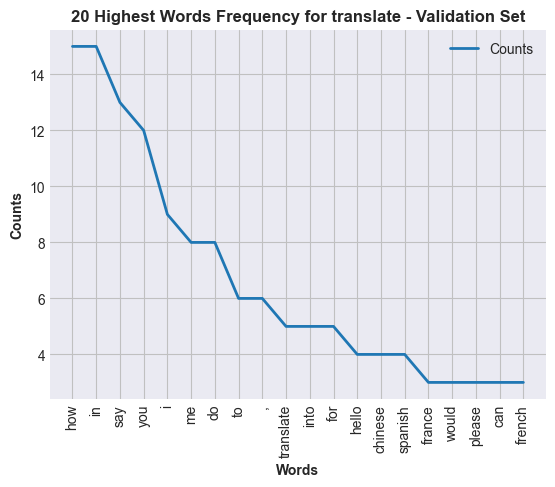 20 Highest Words Frequency for translate - Validation Set
Counts
Counts
14
12
10
8
6
4
how
in
say
you
i
me
do
to
,
translate
into
for
hello
chinese
spanish
france
would
please
can
french
Words